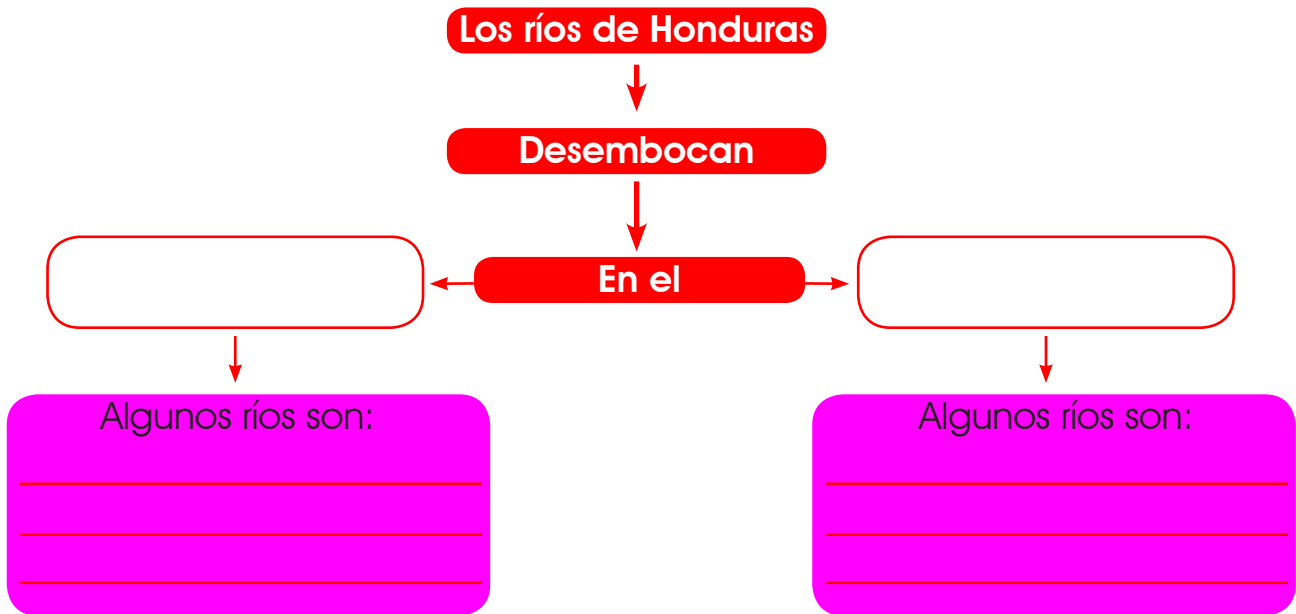 Los ríos de Honduras
Desembocan
En el
Algunos ríos son:
Algunos ríos son: